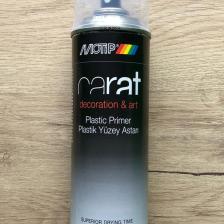 MOTIP
carat
decoration & art
Plastic Primer
Plastik Yüzey Astarı
SUPERIOR DRYING TIME